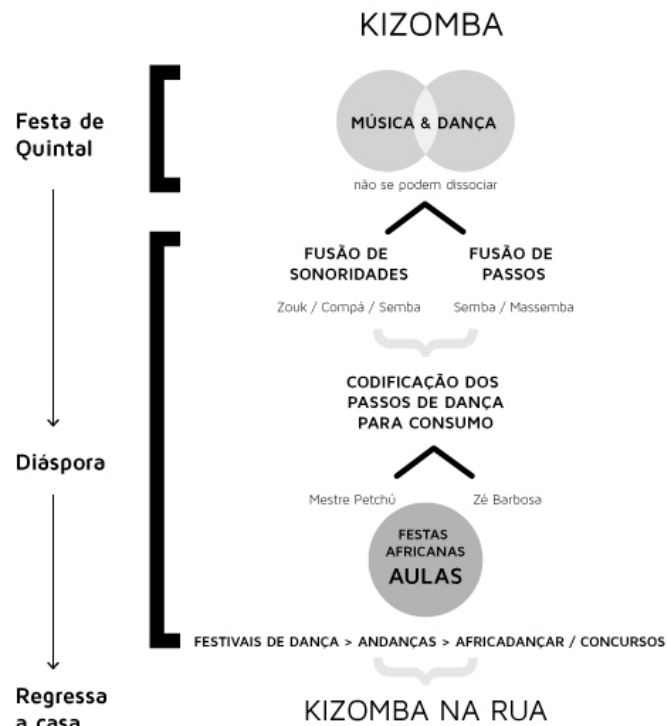 KIZOMBA
Festa de
Quintal
MÚSICA & DANÇA
não se podem dissociar
FUSÃO DE
SONORIDADES
FUSÃO DE
PASSOS
Zouk / Compá / Semba
Semba / Massemba
CODIFICAÇÃO DOS
PASSOS DE DANÇA
PARA CONSUMO
Diáspora
Mestre Petchú
Zé Barbosa
FESTAS
AFRICANAS
AULAS
FESTIVAIS DE DANÇA > ANDANÇAS > AFRICADANÇAR / CONCURSOS
Regressa
a casa
KIZOMBA NA RUA